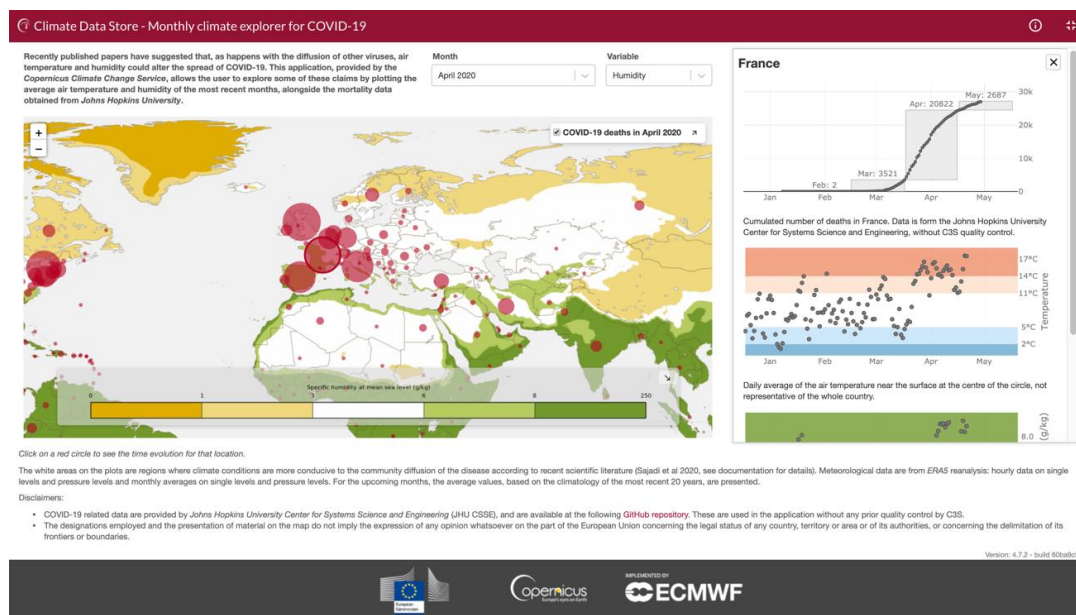 Climate Data Store - Monthly climate explorer for COVID-19
Recently published papers have suggested that, as happens with the diffusion of other viruses, air
temperature and humidity could alter the spread of COVID-19. This application, provided by the
Copernicus Climate Change Service, allows the user to explore some of these claims by plotting the
average air temperature and humidity of the most recent months, alongside the mortality data
obtained from Johns Hopkins University.
Month
April 2020
Variable
Humidity
+
−
COVID-19 deaths in April 2020
Specific humidity at mean sea level (g/kg)
0 1 3 6 8 250
France
May: 2687
Apr: 20822
Mar: 3521
Feb: 2
30k
20k
10k
0
Jan Feb Mar Apr May
Cumulated number of deaths in France. Data is form the Johns Hopkins University
Center for Systems Science and Engineering, without C3S quality control.
17°C
14°C
11°C
5°C
2°C
Temperature
Jan Feb Mar Apr May
Daily average of the air temperature near the surface at the centre of the circle, not
representative of the whole country.
8.0
(g/kg)
Click on a red circle to see the time evolution for that location.
The white areas on the plots are regions where climate conditions are more conducive to the community diffusion of the disease according to recent scientific literature (Sajadi et al 2020, see documentation for details). Meteorological data are from ERA5 reanalysis: hourly data on single
levels and pressure levels and monthly averages on single levels and pressure levels. For the upcoming months, the average values, based on the climatology of the most recent 20 years, are presented.
Disclaimers:
• COVID-19 related data are provided by Johns Hopkins University Center for Systems Science and Engineering (JHU CSSE), and are available at the following GitHub repository. These are used in the application without any prior quality control by C3S.
• The designations employed and the presentation of material on the map do not imply the expression of any opinion whatsoever on the part of the European Union concerning the legal status of any country, territory or area or of its authorities, or concerning the delimitation of its
frontiers or boundaries.
Version: 4.7.2 - build
European
Commission
Copernicus
Europe's eyes on Earth
IMPLEMENTED BY
ECMWF